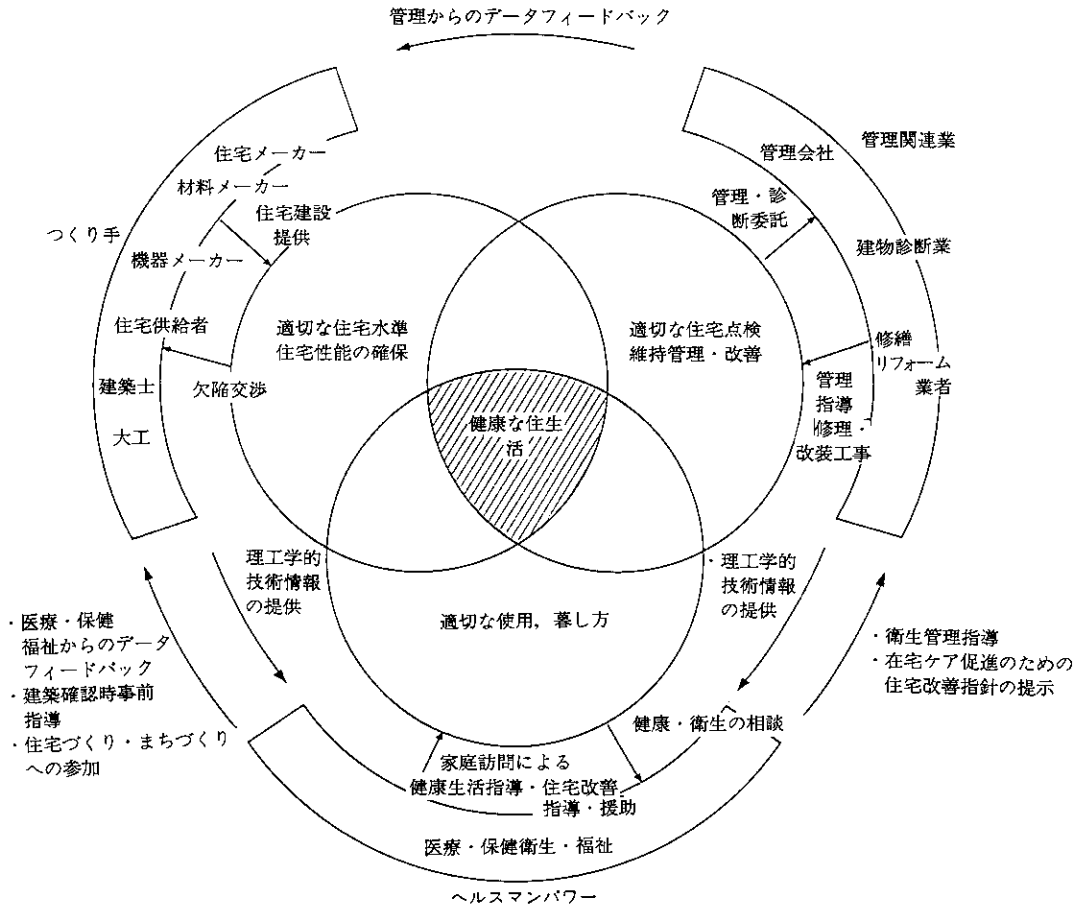 管理からのデータフィードバック
つくり手
住宅メーカー
材料メーカー
機器メーカー
住宅供給者
建築士
大工
住宅建設
提供
欠陥交渉
適切な住宅水準
住宅性能の確保
管理関連業
管理会社
管理・診
断委託
建物診断業
修繕
リフォーム
業者
管理
指導
修理・
改装工事
適切な住宅点検
維持管理・改善
健康な住生
活
理工学的
技術情報
の提供
・理工学的
技術情報
の提供
適切な使用，暮し方
・医療・保健
福祉からのデータ
フィードバック
・建築確認時事前
指導
・住宅づくり・まちづくり
への参加
・衛生管理指導
・在宅ケア促進のための
住宅改善指針の提示
健康・衛生の相談
家庭訪問による
健康生活指導・住宅改善
指導・援助
医療・保健衛生・福祉
ヘルスマンパワー